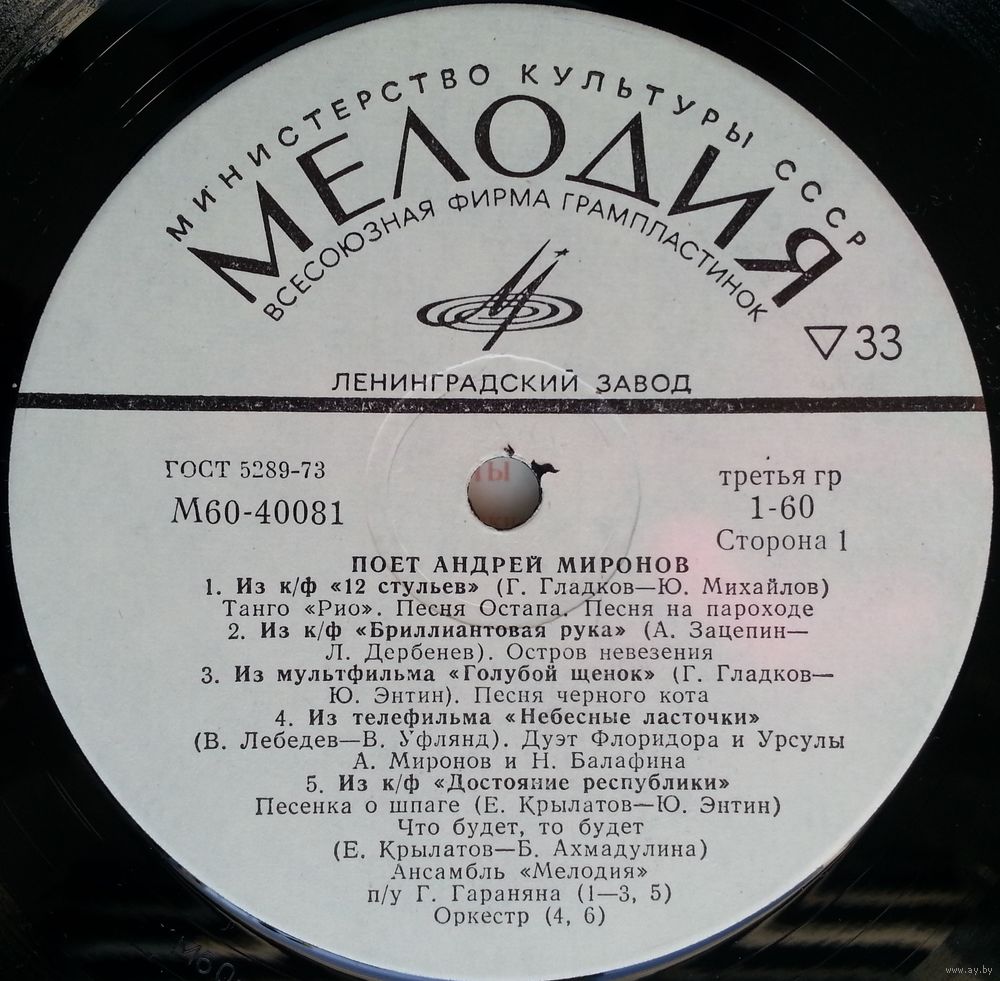 МИНИСТЕРСТВО КУЛЬТУРЫ СССР
МЕЛОДИЯ
ВСЕСОЮЗНАЯ ФИРМА ГРАМПЛАСТИНОК
▽33
ЛЕНИНГРАДСКИЙ ЗАВОД
ГОСТ 5289-73
М60-40081
третья гр
1-60
Сторона 1
ты
ПОЕТ АНДРЕЙ МИРОНОВ
1. Из к/ф «12 стульев» (Г. Гладков—Ю. Михайлов)
Танго «Рио». Песня Остапа. Песня на пароходе
2. Из к/ф «Бриллиантовая рука» (А. Зацепин—
Л. Дербенев). Остров невезения
3. Из мультфильма «Голубой щенок» (Г. Гладков—
Ю. Энтин). Песня черного кота
4. Из телефильма «Небесные ласточки»
(В. Лебедев—В. Уфлянд). Дуэт Флоридора и Урсулы
А. Миронов и Н. Балафина
5. Из к/ф «Достояние республики»
Песенка о шпаге (Е. Крылатов—Ю. Энтин)
Что будет, то будет
(Е. Крылатов—Б. Ахмадулина)
Ансамбль «Мелодия»
п/у Г. Гараняна (1—3, 5)
Оркестр (4, 6)
www.ay.by